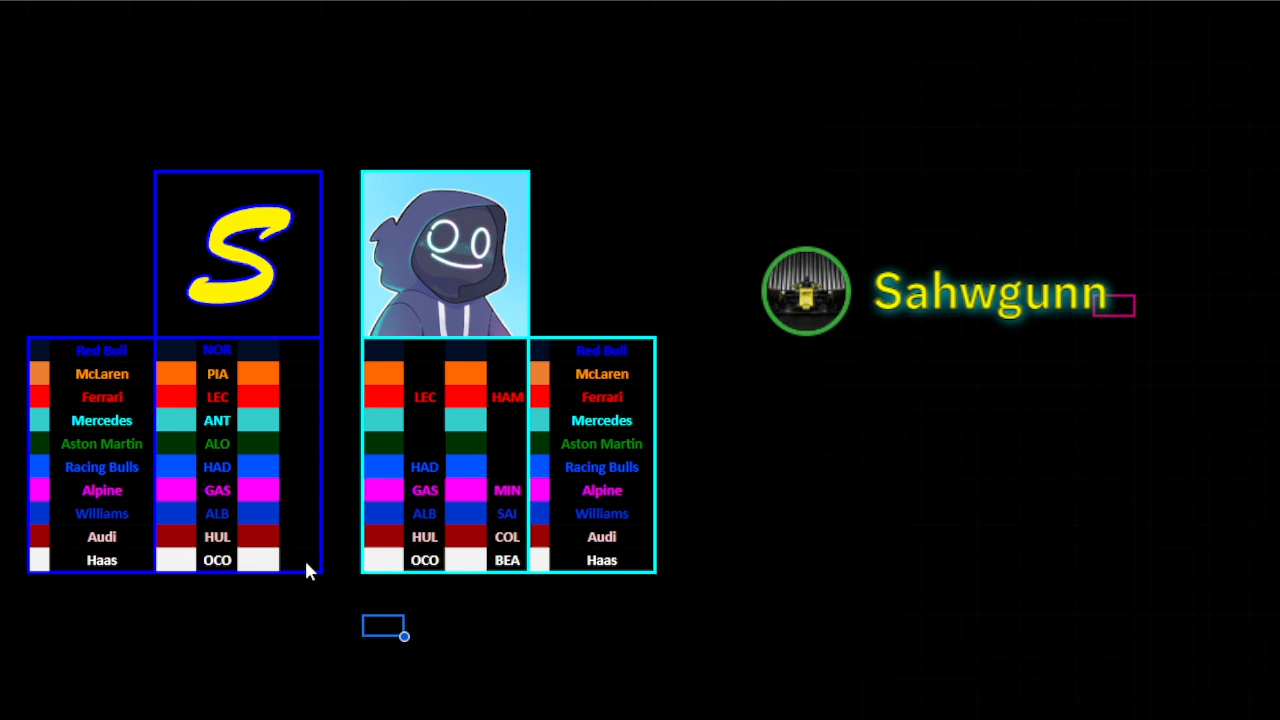 S
Sahwgunn
Red Bull NOR Red Bull
McLaren PIA McLaren
Ferrari LEC LEC HAM Ferrari
Mercedes ANT Mercedes
Aston Martin ALO Aston Martin
Racing Bulls HAD HAD Racing Bulls
Alpine GAS GAS MIN Alpine
Williams ALB ALB SAI Williams
Audi HUL HUL COL Audi
Haas OCO OCO BEA Haas